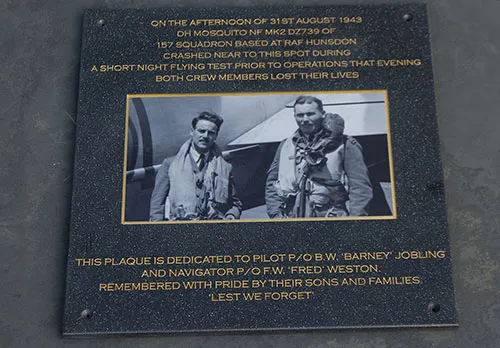 ON THE AFTERNOON OF 31ST AUGUST 1943
DH MOSQUITO NF MK2 DZ739 OF
157 SQUADRON BASED AT RAF HUNSDON
CRASHED NEAR TO THIS SPOT DURING
A SHORT NIGHT FLYING TEST PRIOR TO OPERATIONS THAT EVENING
BOTH CREW MEMBERS LOST THEIR LIVES
THIS PLAQUE IS DEDICATED TO PILOT P/O B.W. 'BARNEY' JOBLING
AND NAVIGATOR P/O F.W. 'FRED' WESTON.
REMEMBERED WITH PRIDE BY THEIR SONS AND FAMILIES.
'LEST WE FORGET'